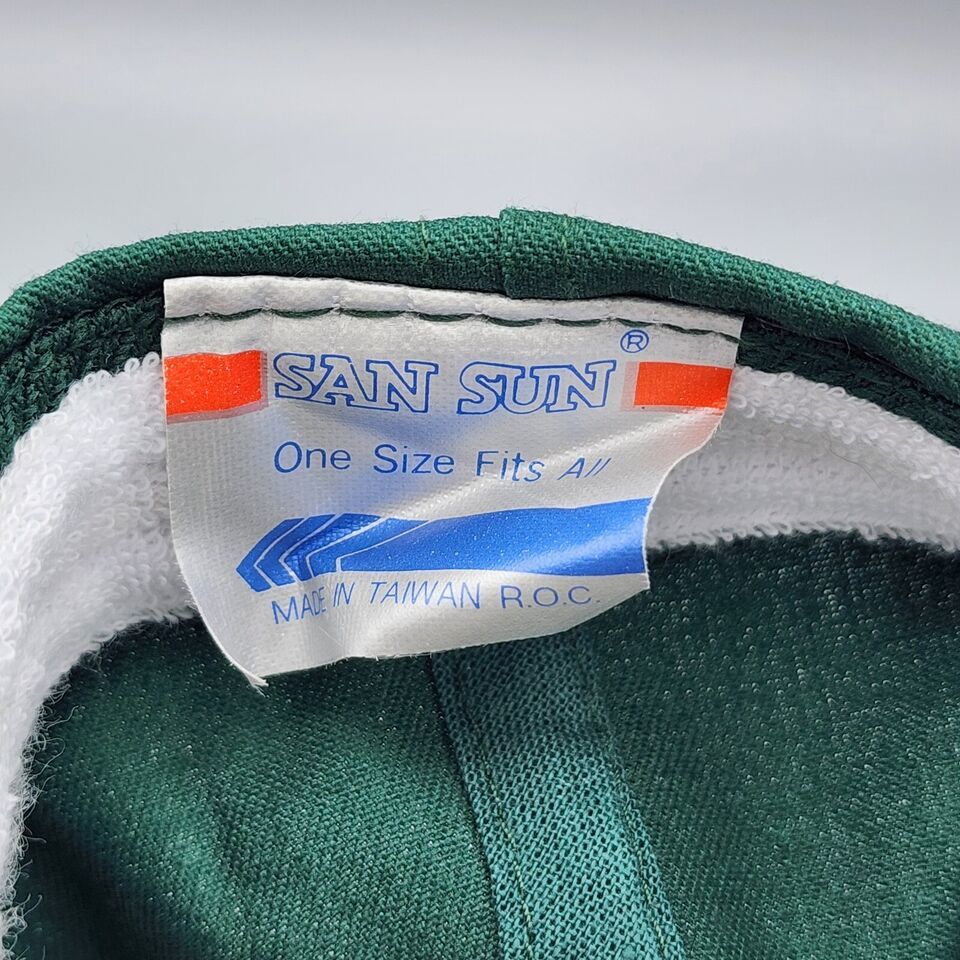 SAN SUN ®
One Size Fits All
MADE IN TAIWAN R.O.C.